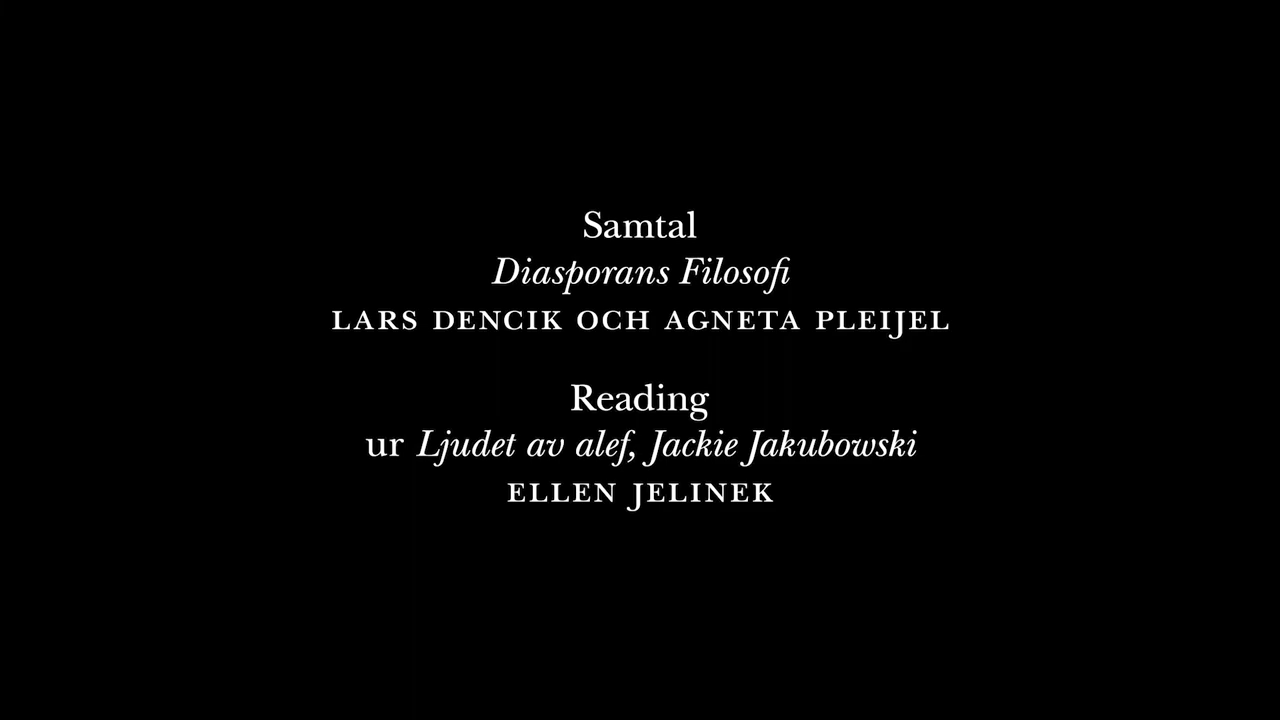 Samtal
Diasporans Filosofi
LARS DENCIK OCH AGNETA PLEIJEL
Reading
ur Ljudet av alef, Jackie Jakubowski
ELLEN JELINEK